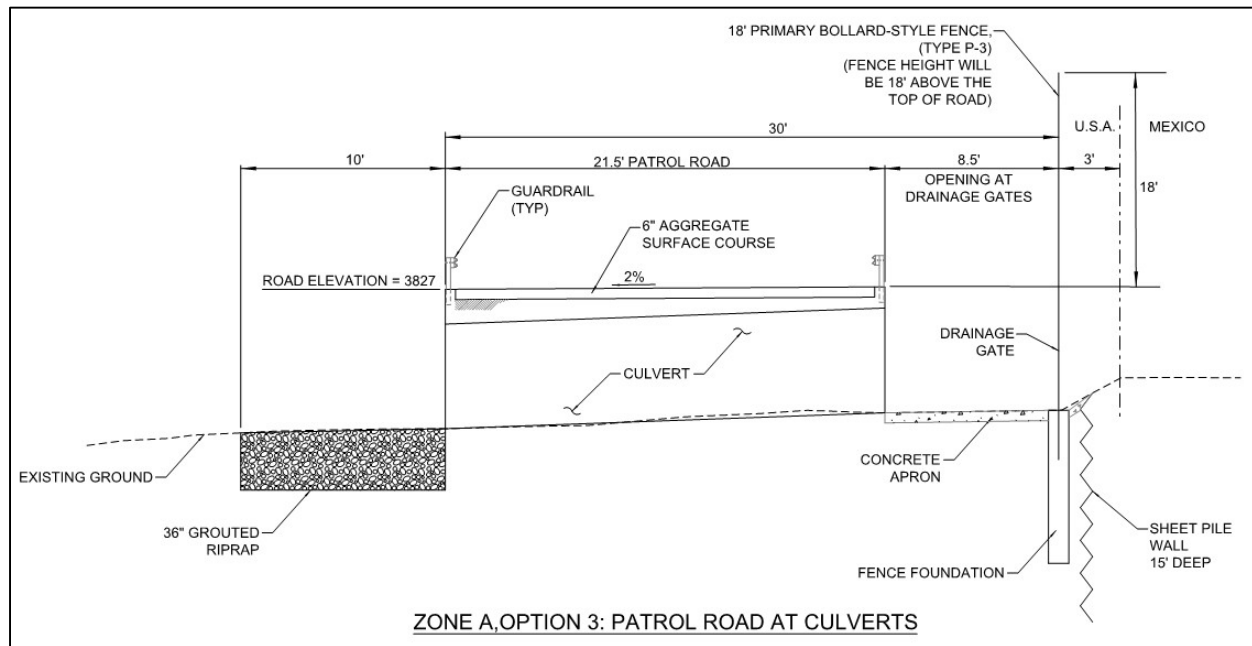 18' PRIMARY BOLLARD-STYLE FENCE,
(TYPE P-3)
(FENCE HEIGHT WILL
BE 18' ABOVE THE
TOP OF ROAD)
30'
U.S.A.
MEXICO
10'
21.5' PATROL ROAD
8.5'
3'
OPENING AT
DRAINAGE GATES
18'
GUARDRAIL
(TYP)
6" AGGREGATE
SURFACE COURSE
ROAD ELEVATION = 3827
2%
DRAINAGE
GATE
CULVERT
EXISTING GROUND
CONCRETE
APRON
36" GROUTED
RIPRAP
SHEET PILE
WALL
15' DEEP
FENCE FOUNDATION
ZONE A,OPTION 3: PATROL ROAD AT CULVERTS